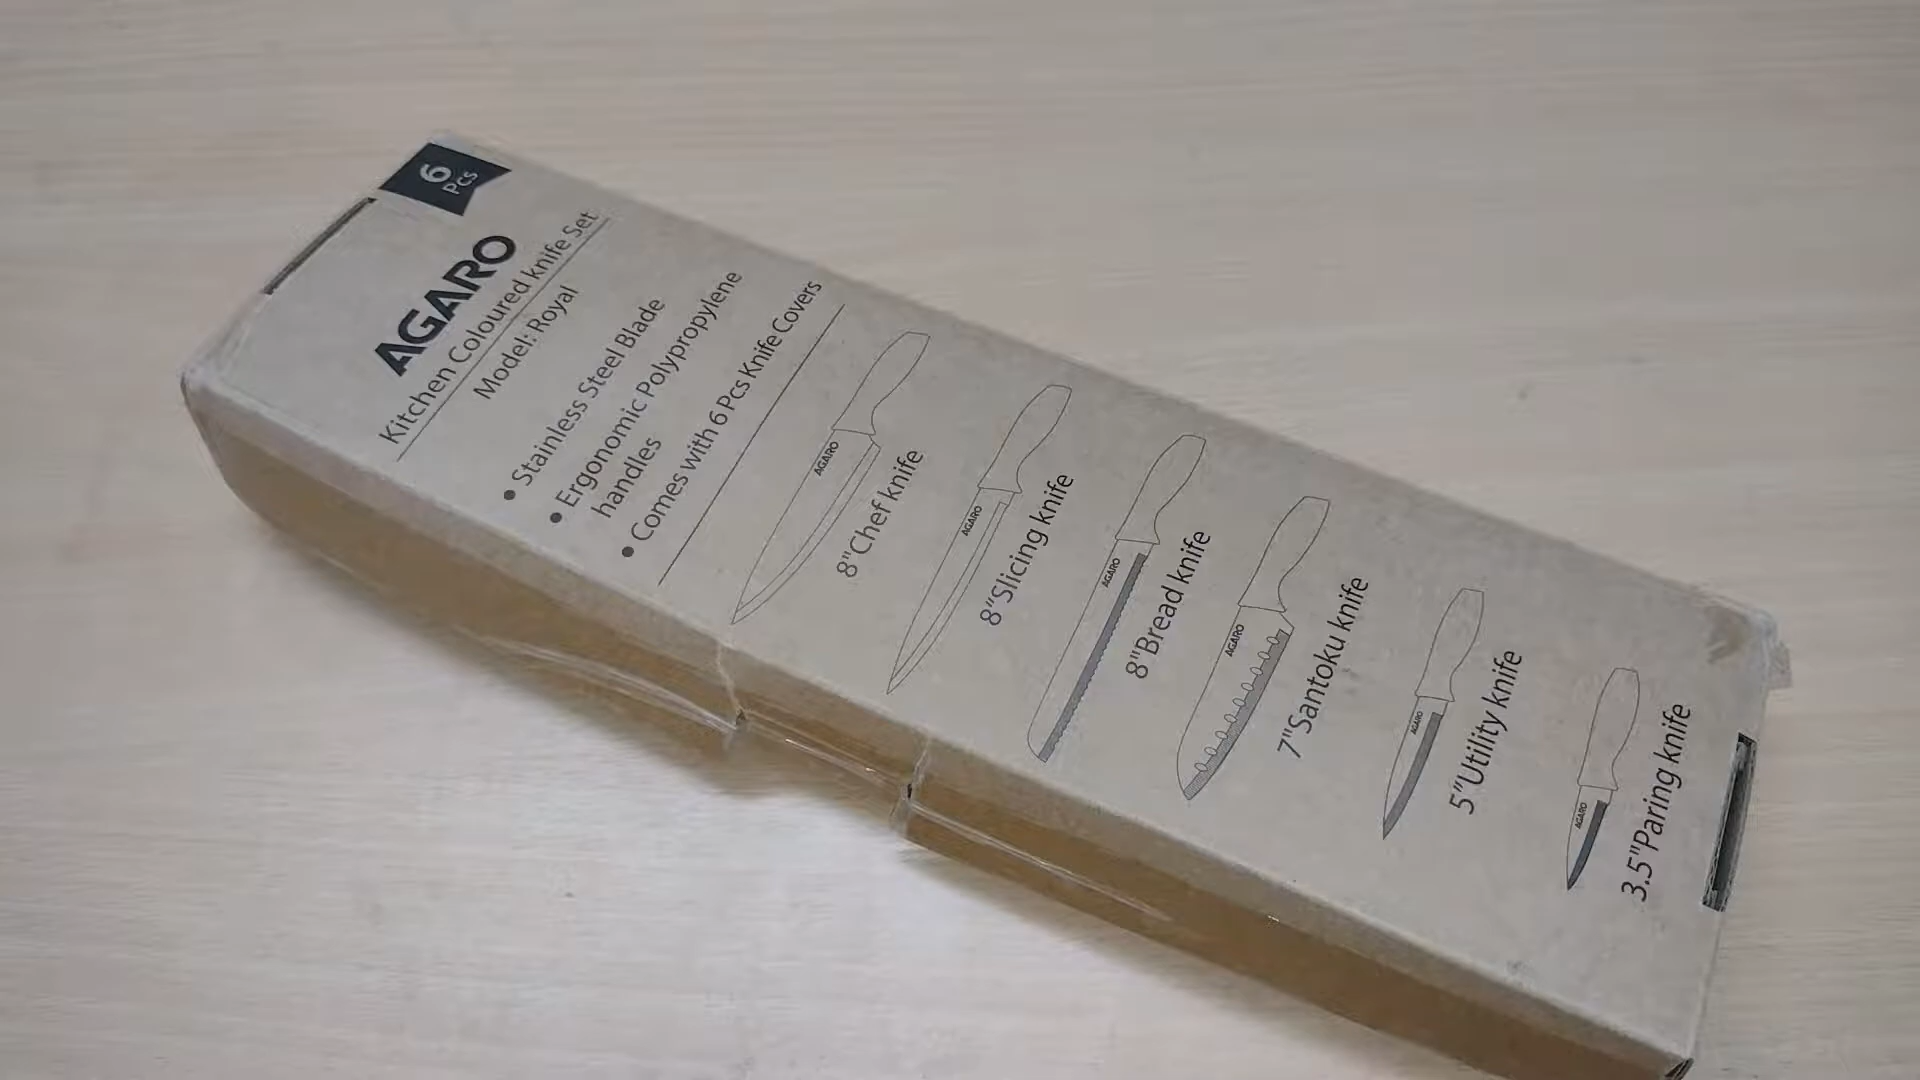 6
Pcs
AGARO
Kitchen Coloured knife Set
Model: Royal
• Stainless Steel Blade
• Ergonomic Polypropylene
handles
• Comes with 6 Pcs Knife Covers
AGARO
8"Chef knife
AGARO
8"Slicing knife
AGARO
8"Bread knife
AGARO
7"Santoku knife
AGARO
5"Utility knife
AGARO
3.5"Paring knife